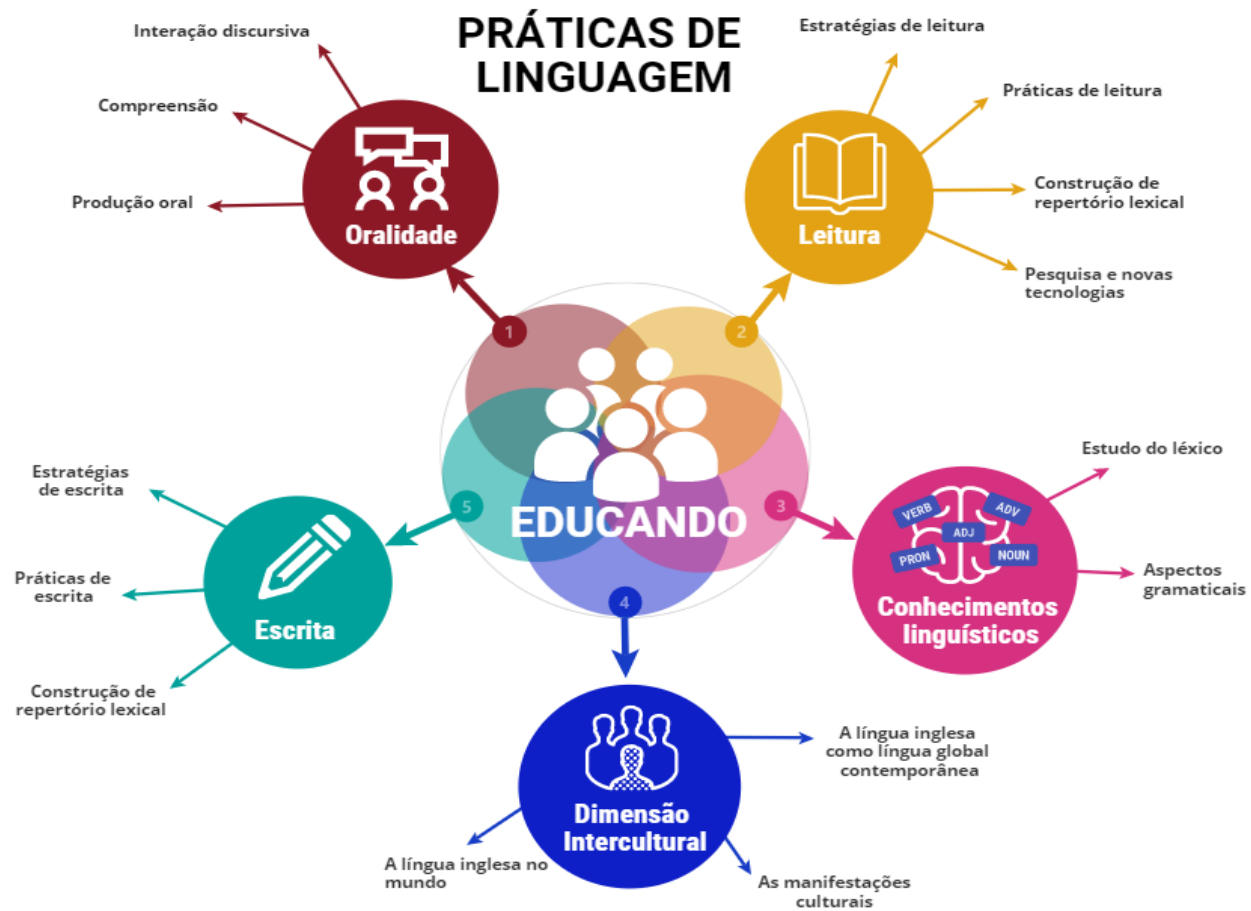 PRÁTICAS DE
LINGUAGEM
Interação discursiva
Compreensão
Produção oral
Oralidade
Estratégias de leitura
Práticas de leitura
Construção de
repertório lexical
Pesquisa e novas
tecnologias
Leitura
1
2
3
4
5
EDUCANDO
Estudo do léxico
Aspectos
gramaticais
VERB
ADV
ADJ
PRON
NOUN
Conhecimentos
linguísticos
A língua inglesa
como língua global
contemporânea
As manifestações
culturais
A língua inglesa no
mundo
Dimensão
Intercultural
Estratégias
de escrita
Práticas de
escrita
Construção de
repertório lexical
Escrita